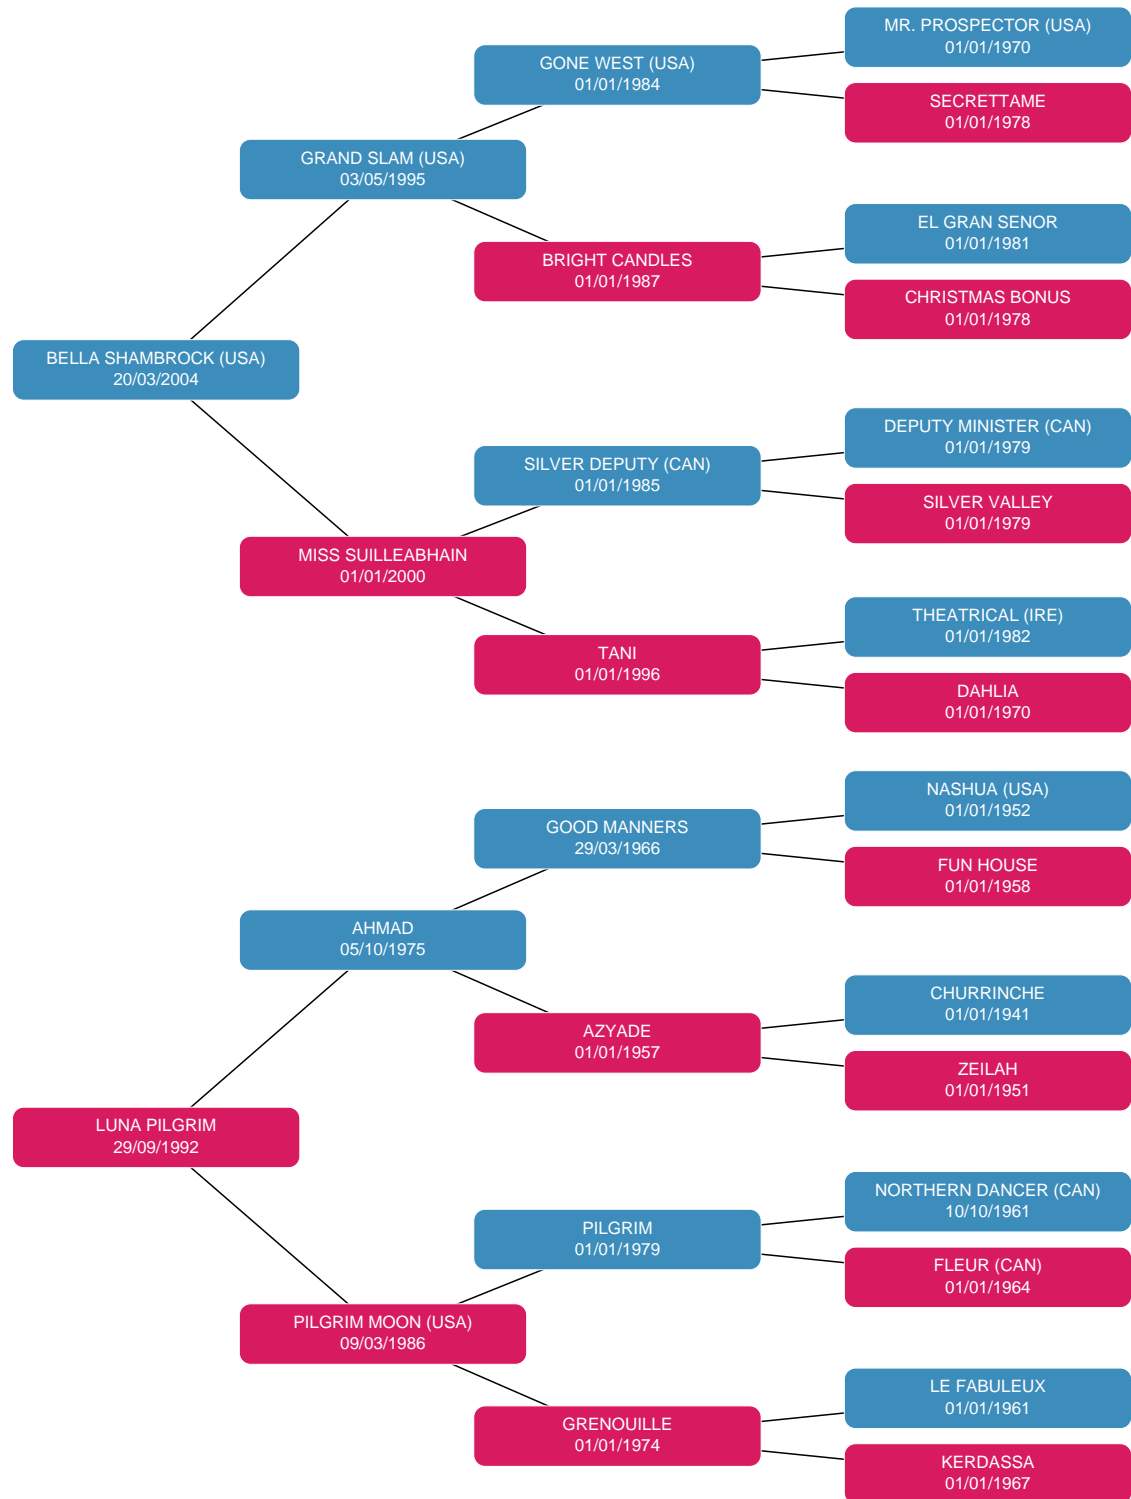 MR. PROSPECTOR (USA)
01/01/1970
GONE WEST (USA)
01/01/1984
SECRETTAME
01/01/1978
GRAND SLAM (USA)
03/05/1995
EL GRAN SENOR
01/01/1981
BRIGHT CANDLES
01/01/1987
CHRISTMAS BONUS
01/01/1978
BELLA SHAMBROCK (USA)
20/03/2004
DEPUTY MINISTER (CAN)
01/01/1979
SILVER DEPUTY (CAN)
01/01/1985
SILVER VALLEY
01/01/1979
MISS SUILLEABHAIN
01/01/2000
THEATRICAL (IRE)
01/01/1982
TANI
01/01/1996
DAHLIA
01/01/1970
NASHUA (USA)
01/01/1952
GOOD MANNERS
29/03/1966
FUN HOUSE
01/01/1958
AHMAD
05/10/1975
CHURRINCHE
01/01/1941
AZYADE
01/01/1957
ZEILAH
01/01/1951
LUNA PILGRIM
29/09/1992
NORTHERN DANCER (CAN)
10/10/1961
PILGRIM
01/01/1979
FLEUR (CAN)
01/01/1964
PILGRIM MOON (USA)
09/03/1986
LE FABULEUX
01/01/1961
GRENOUILLE
01/01/1974
KERDASSA
01/01/1967